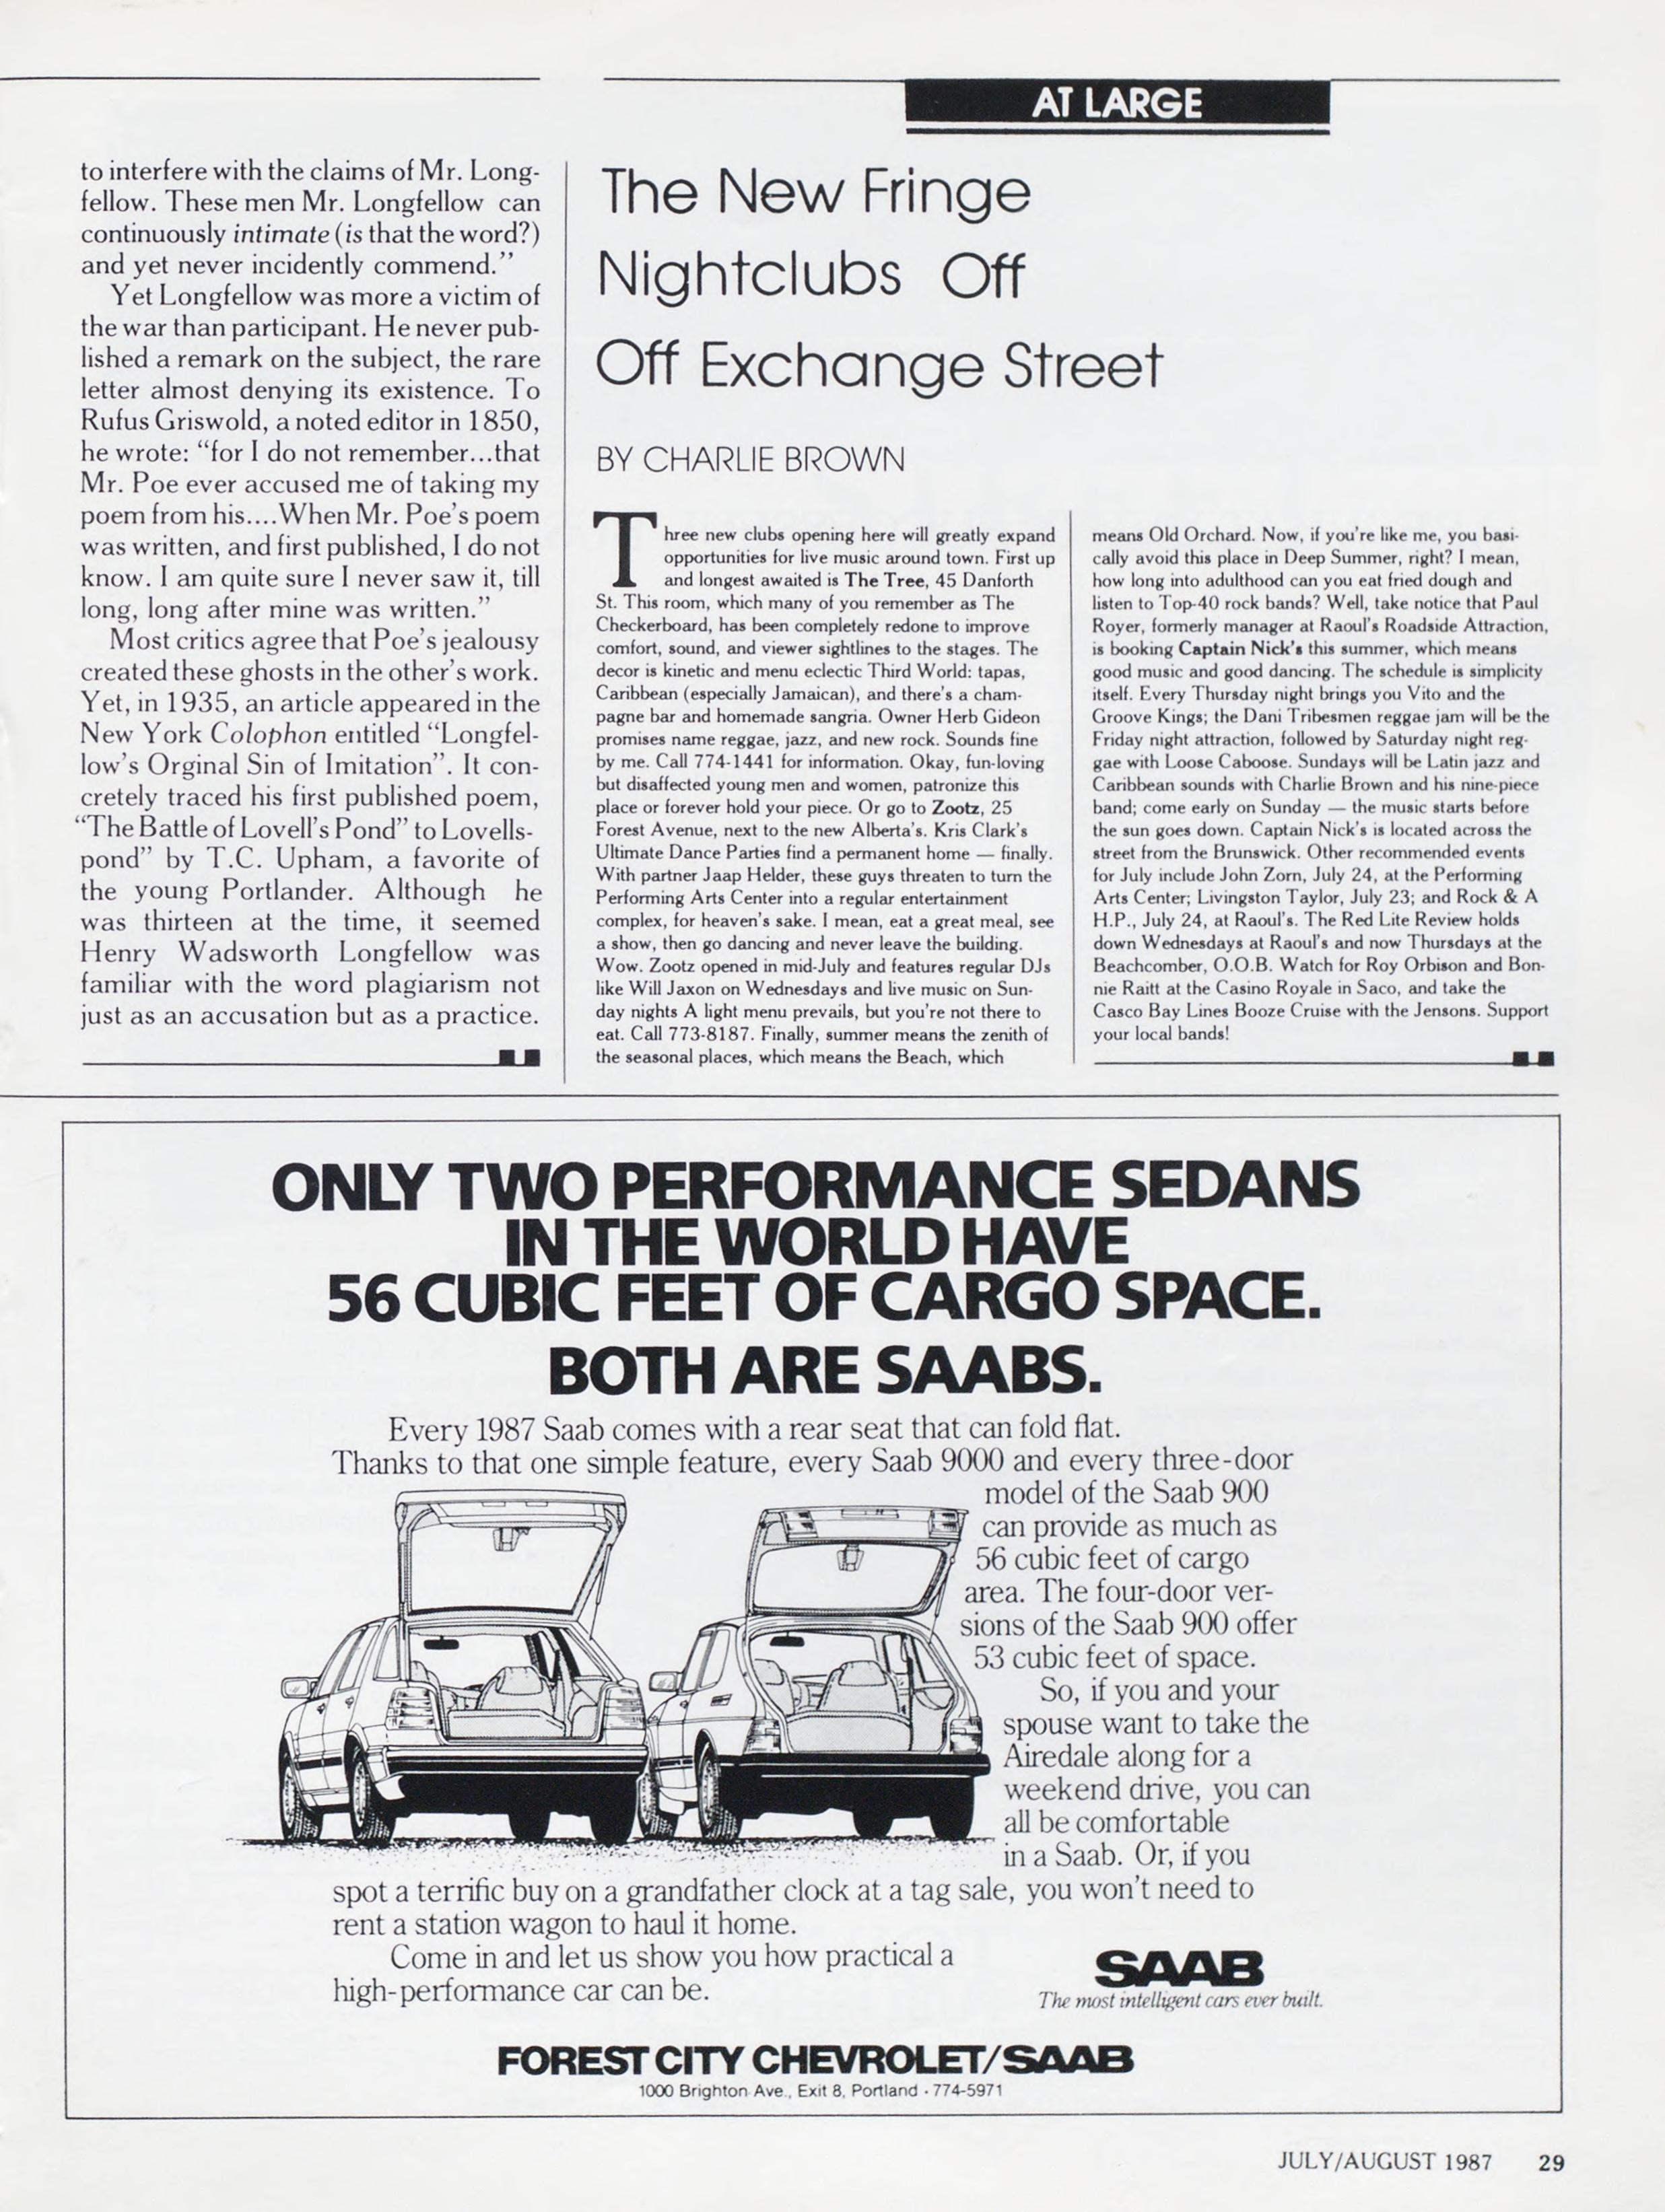 to interfere with the claims of Mr. Long-
fellow. These men Mr. Longfellow can
continuously intimate (is that the word?)
and yet never incidently commend."
Yet Longfellow was more a victim of
the war than participant. He never pub-
lished a remark on the subject, the rare
letter almost denying its existence. To
Rufus Griswold, a noted editor in 1850,
he wrote: "for I do not remember...that
Mr. Poe ever accused me of taking my
poem from his....When Mr. Poe's poem
was written, and first published, I do not
know. I am quite sure I never saw it, till
long, long after mine was written."
Most critics agree that Poe's jealousy
created these ghosts in the other's work.
Yet, in 1935, an article appeared in the
New York Colophon entitled "Longfel-
low's Orginal Sin of Imitation". It con-
cretely traced his first published poem,
"The Battle of Lovell's Pond" to Lovells-
pond" by T.C. Upham, a favorite of
the young Portlander. Although he
was thirteen at the time, it seemed
Henry Wadsworth Longfellow was
familiar with the word plagiarism not
just as an accusation but as a practice.
AT LARGE
The New Fringe
Nightclubs Off
Off Exchange Street
BY CHARLIE BROWN
Three new clubs opening here will greatly expand
opportunities for live music around town. First up
and longest awaited is The Tree, 45 Danforth
St. This room, which many of you remember as The
Checkerboard, has been completely redone to improve
comfort, sound, and viewer sightlines to the stages. The
decor is kinetic and menu eclectic Third World: tapas,
Caribbean (especially Jamaican), and there's a cham-
pagne bar and homemade sangria. Owner Herb Gideon
promises name reggae, jazz, and new rock. Sounds fine
by me. Call 774-1441 for information. Okay, fun-loving
but disaffected young men and women, patronize this
place or forever hold your piece. Or go to Zootz, 25
Forest Avenue, next to the new Alberta's. Kris Clark's
Ultimate Dance Parties find a permanent home — finally.
With partner Jaap Helder, these guys threaten to turn the
Performing Arts Center into a regular entertainment
complex, for heaven's sake. I mean, eat a great meal, see
a show, then go dancing and never leave the building.
Wow. Zootz opened in mid-July and features regular DJs
like Will Jaxon on Wednesdays and live music on Sun-
day nights A light menu prevails, but you're not there to
eat. Call 773-8187. Finally, summer means the zenith of
the seasonal places, which means the Beach, which
means Old Orchard. Now, if you're like me, you basi-
cally avoid this place in Deep Summer, right? I mean,
how long into adulthood can you eat fried dough and
listen to Top-40 rock bands? Well, take notice that Paul
Royer, formerly manager at Raoul's Roadside Attraction,
is booking Captain Nick's this summer, which means
good music and good dancing. The schedule is simplicity
itself. Every Thursday night brings you Vito and the
Groove Kings; the Dani Tribesmen reggae jam will be the
Friday night attraction, followed by Saturday night reg-
gae with Loose Caboose. Sundays will be Latin jazz and
Caribbean sounds with Charlie Brown and his nine-piece
band; come early on Sunday — the music starts before
the sun goes down. Captain Nick's is located across the
street from the Brunswick. Other recommended events
for July include John Zorn, July 24, at the Performing
Arts Center; Livingston Taylor, July 23; and Rock & A
H.P., July 24, at Raoul's. The Red Lite Review holds
down Wednesdays at Raoul's and now Thursdays at the
Beachcomber, O.O.B. Watch for Roy Orbison and Bon-
nie Raitt at the Casino Royale in Saco, and take the
Casco Bay Lines Booze Cruise with the Jensons. Support
your local bands!
ONLY TWO PERFORMANCE SEDANS
IN THE WORLD HAVE
56 CUBIC FEET OF CARGO SPACE.
BOTH ARE SAABS.
Every 1987 Saab comes with a rear seat that can fold flat.
Thanks to that one simple feature, every Saab 9000 and every three-door
model of the Saab 900
can provide as much as
56 cubic feet of cargo
area. The four-door ver-
sions of the Saab 900 offer
53 cubic feet of space.
So, if you and your
spouse want to take the
Airedale along for a
weekend drive, you can
all be comfortable
in a Saab. Or, if you
spot a terrific buy on a grandfather clock at a tag sale, you won't need to
rent a station wagon to haul it home.
Come in and let us show you how practical a
high-performance car can be.
SAAB
The most intelligent cars ever built.
FOREST CITY CHEVROLET/SAAB
1000 Brighton Ave., Exit 8, Portland • 774-5971
JULY/AUGUST 1987 29